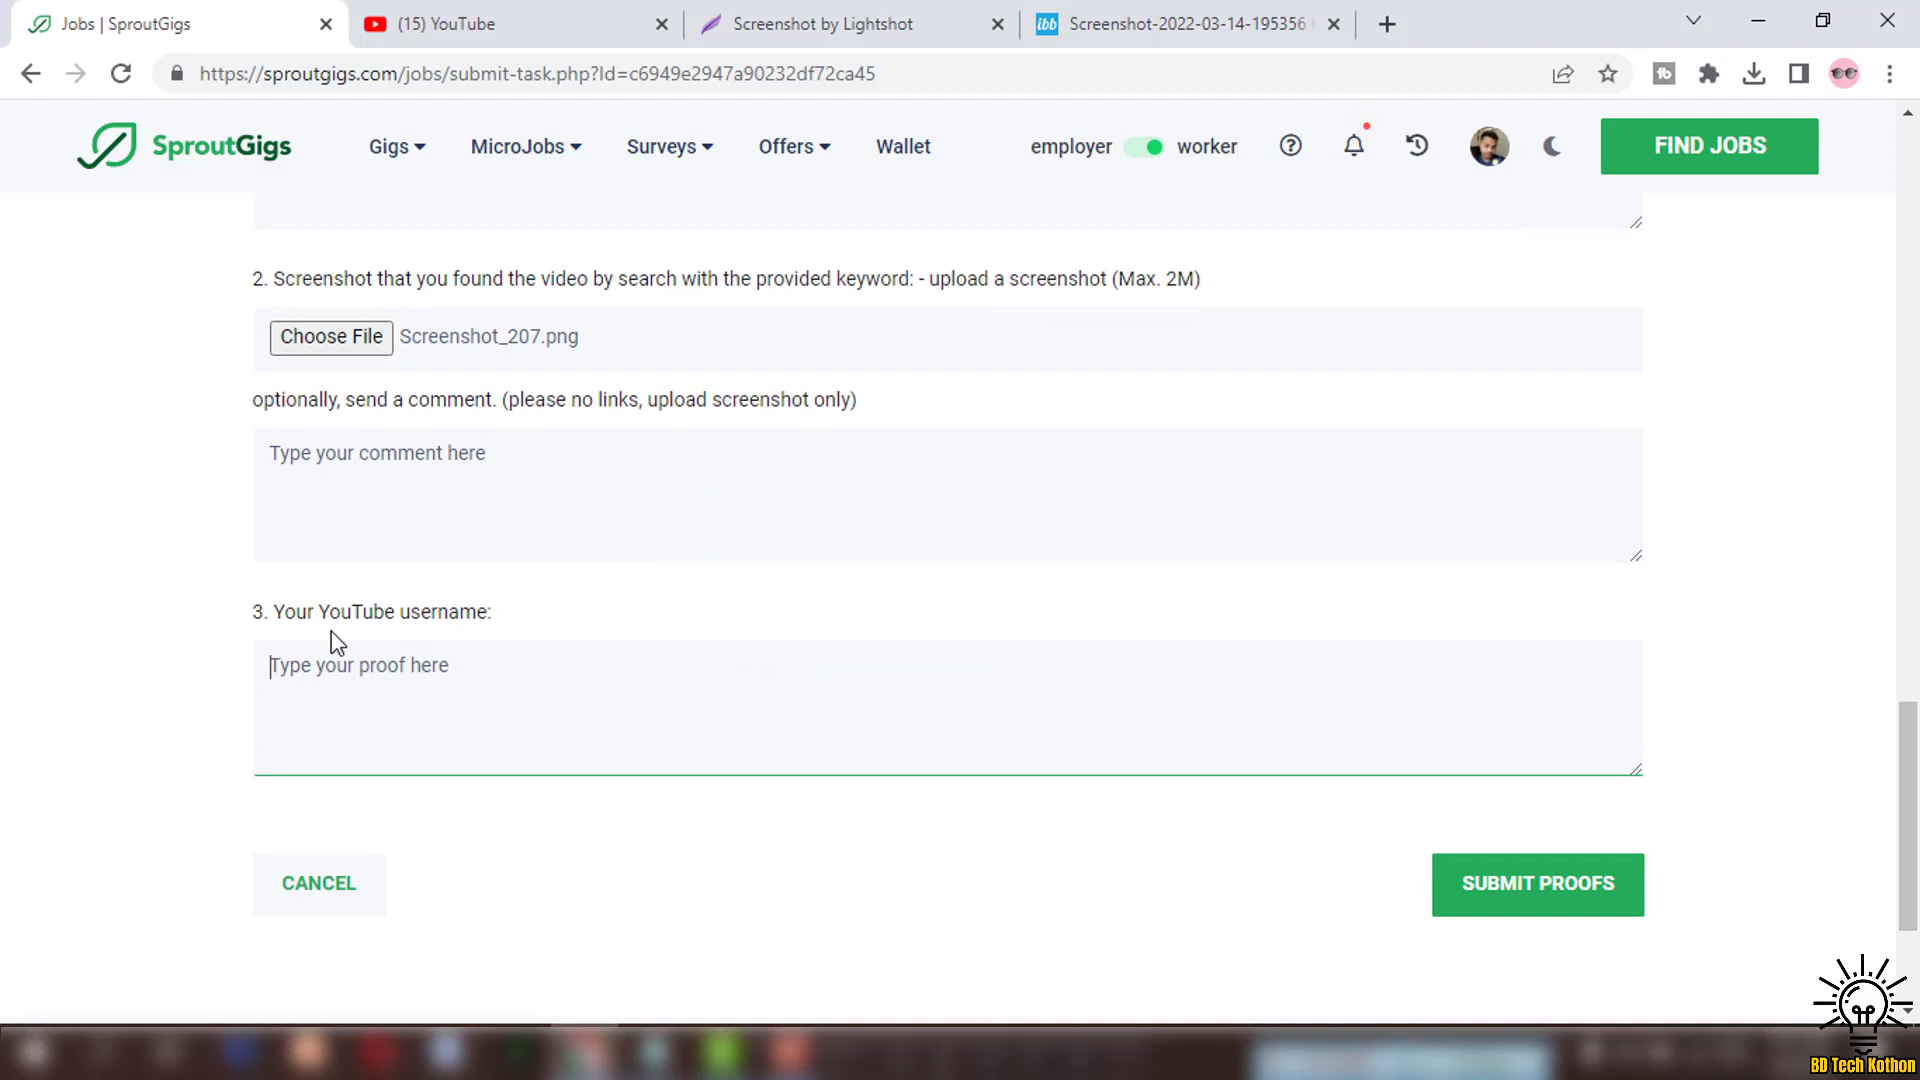 Jobs | SproutGigs
(15) YouTube
Screenshot by Lightshot
ibb
Screenshot-2022-03-14-195356
https://sproutgigs.com/jobs/submit-task.php?Id=c6949e2947a90232df72ca45
SproutGigs
Gigs
MicroJobs
Surveys
Offers
Wallet
employer
worker
FIND JOBS
2. Screenshot that you found the video by search with the provided keyword: - upload a screenshot (Max. 2M)
Choose File Screenshot_207.png
optionally, send a comment. (please no links, upload screenshot only)
Type your comment here
3. Your YouTube username:
Type your proof here
CANCEL
SUBMIT PROOFS
BD Tech Kothon